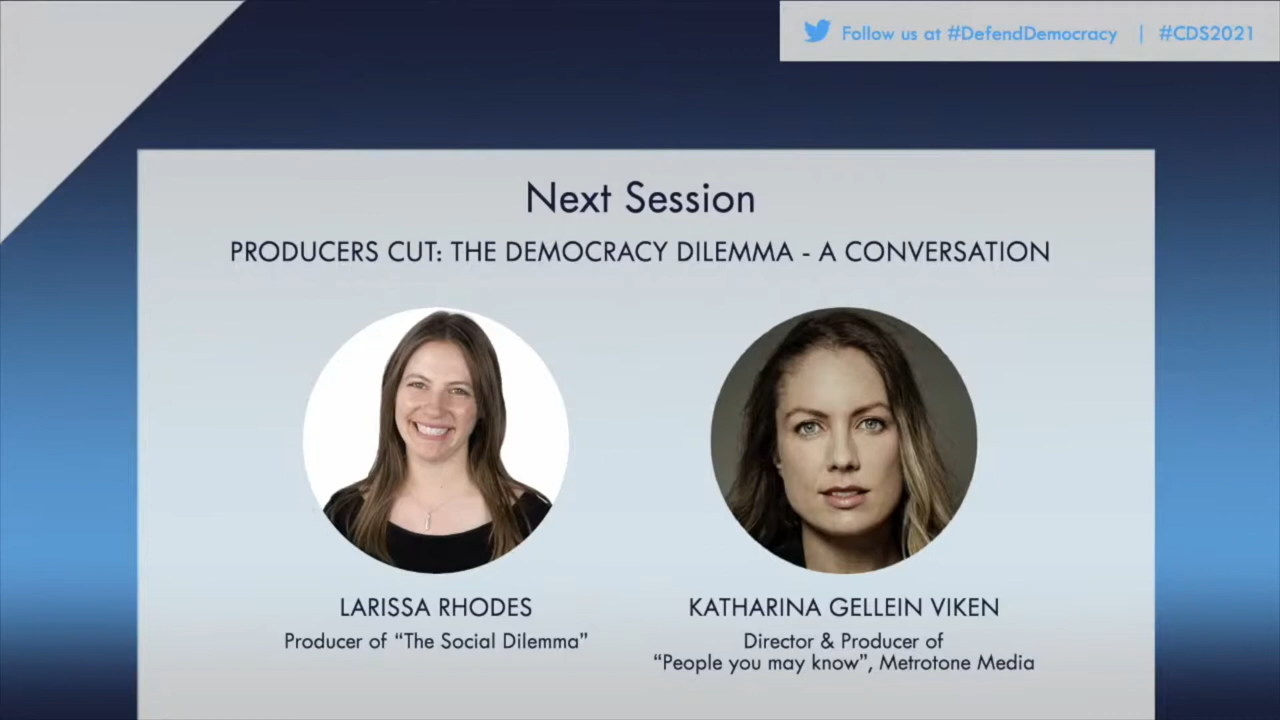 Follow us at #DefendDemocracy | #CDS2021
Next Session
PRODUCERS CUT: THE DEMOCRACY DILEMMA - A CONVERSATION
LARISSA RHODES
Producer of “The Social Dilemma”
KATHARINA GELLEIN VIKEN
Director & Producer of
“People you may know”, Metrotone Media